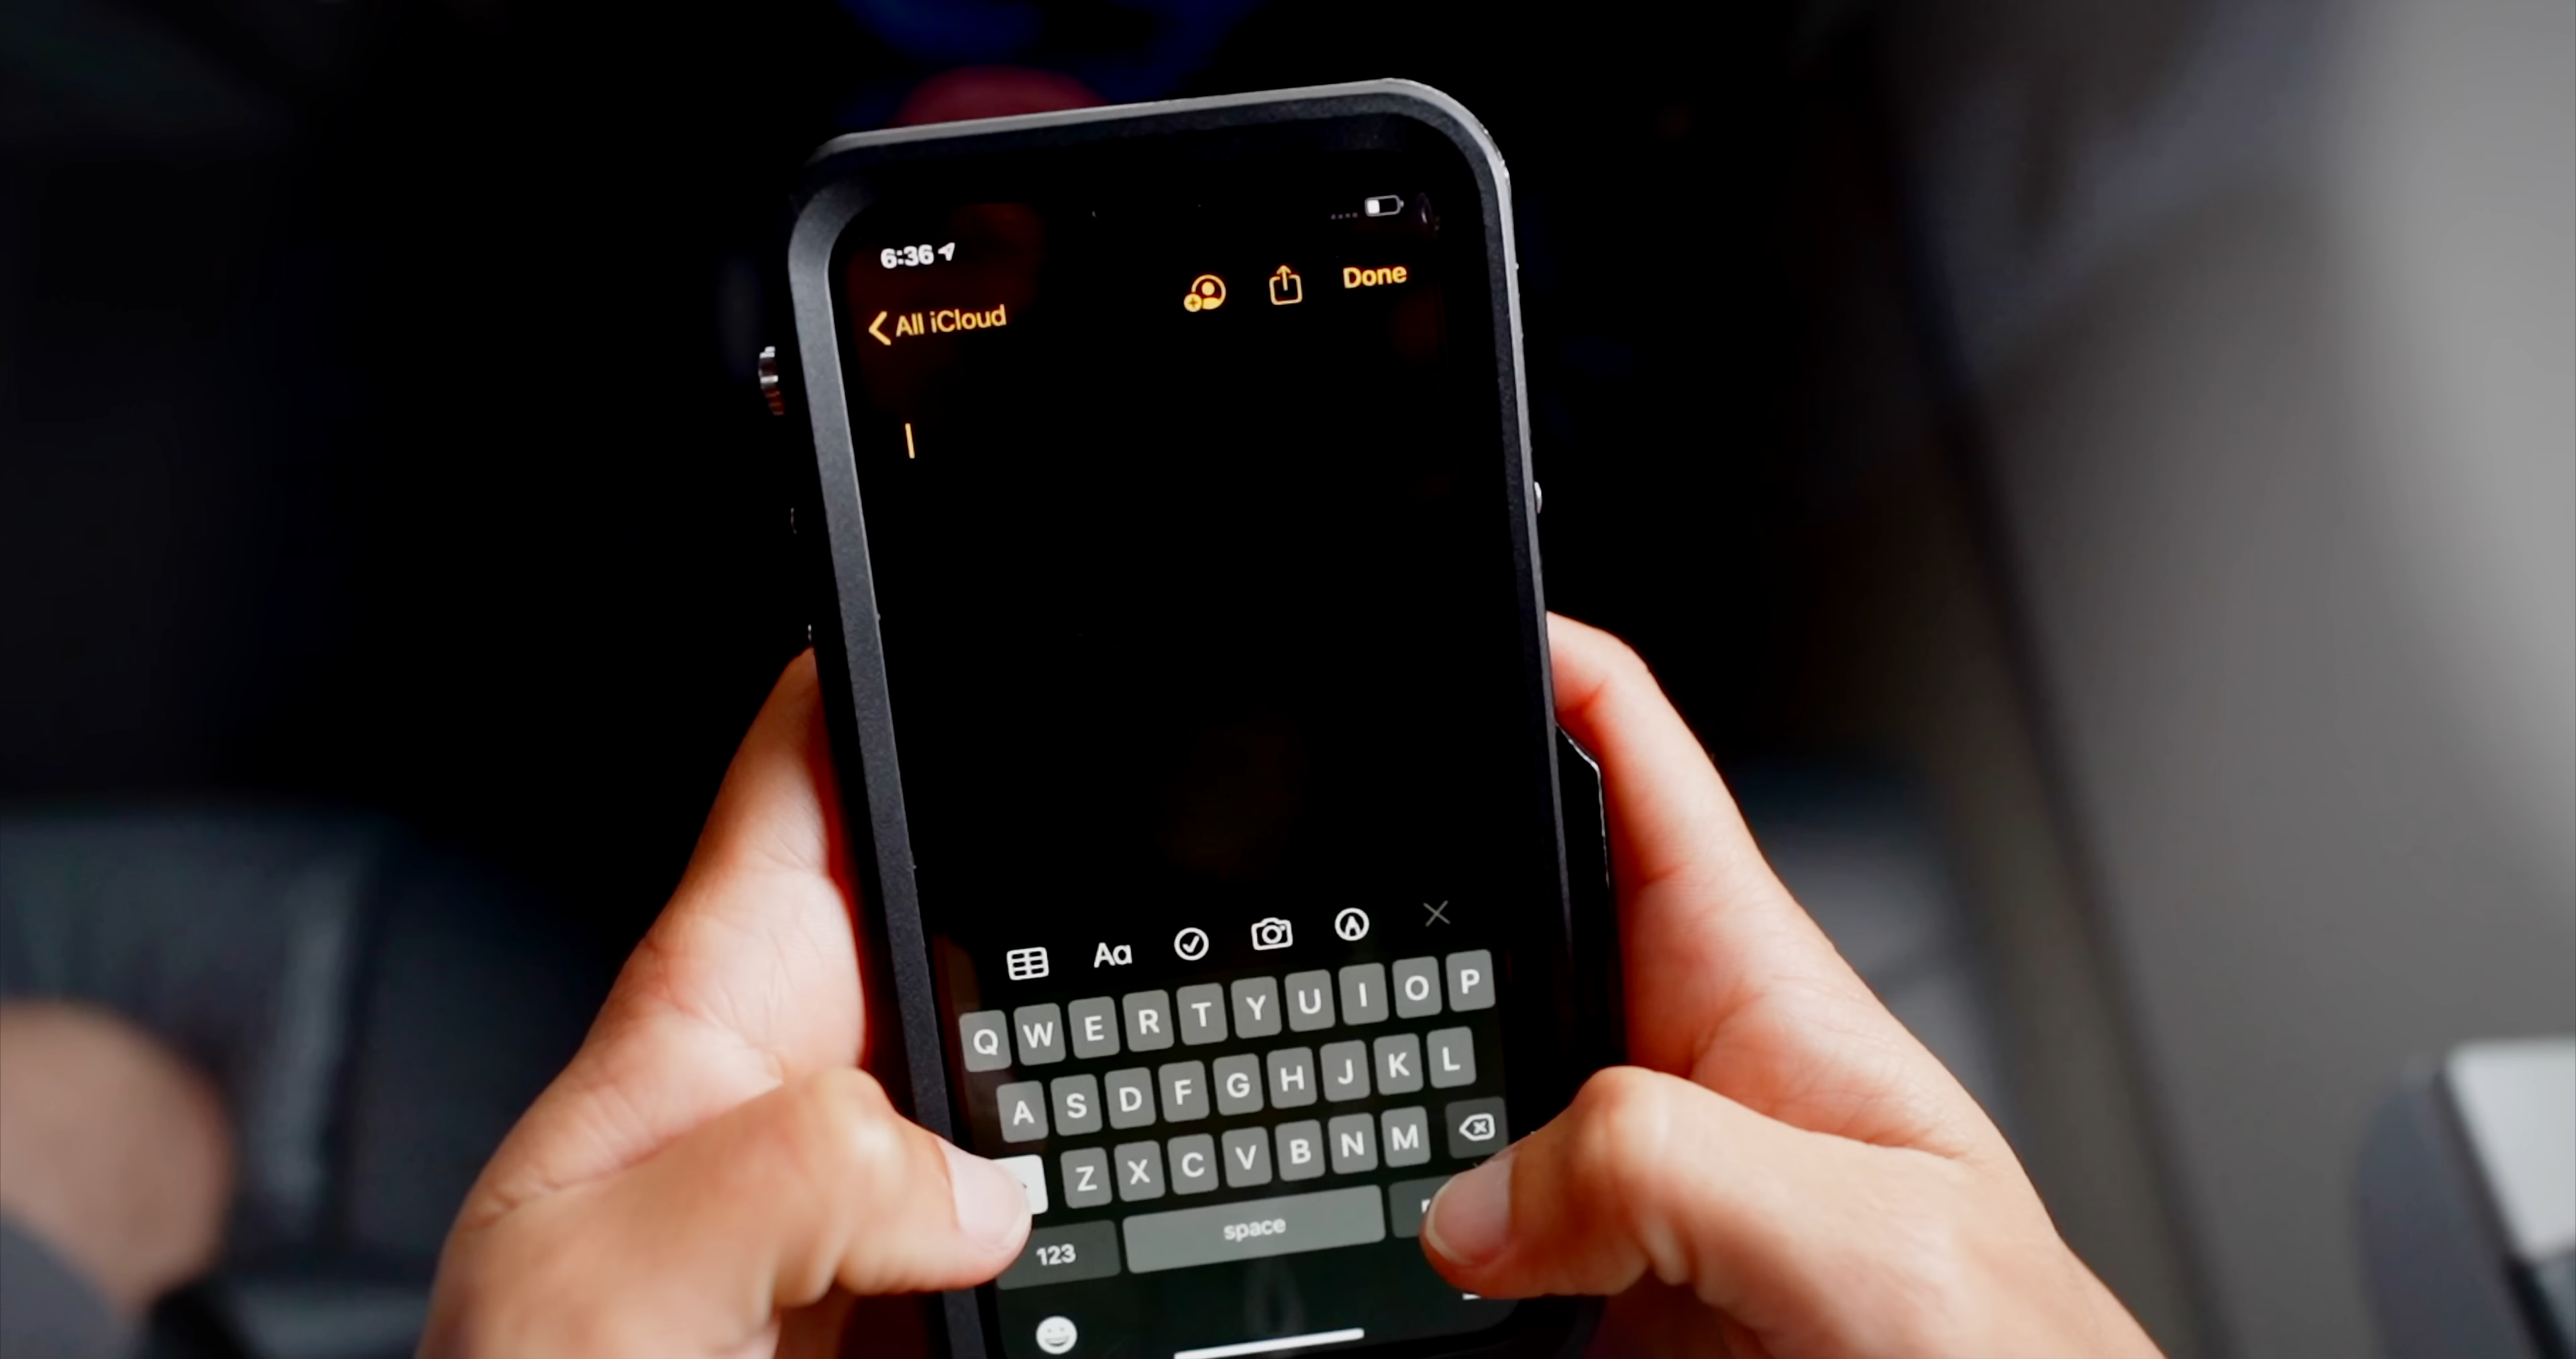 6:36
Done
All iCloud
Aa
Q W E R T Y U I O P
A S D F G H J K L
Z X C V B N M
123 space